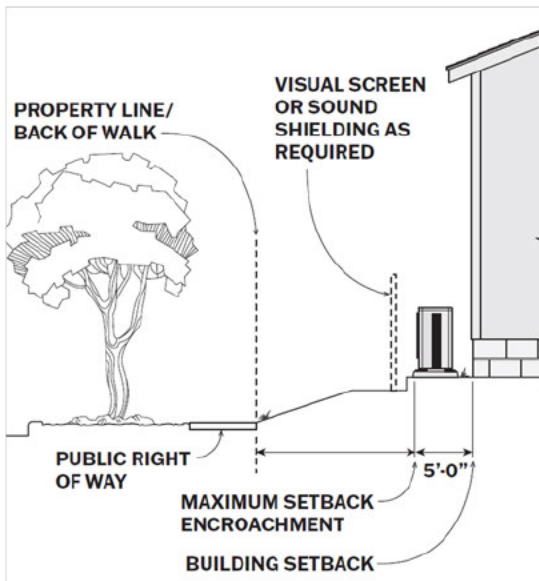 PROPERTY LINE/
BACK OF WALK
VISUAL SCREEN
OR SOUND
SHIELDING AS
REQUIRED
PUBLIC RIGHT
OF WAY
5'-0"
MAXIMUM SETBACK
ENCROACHMENT
BUILDING SETBACK